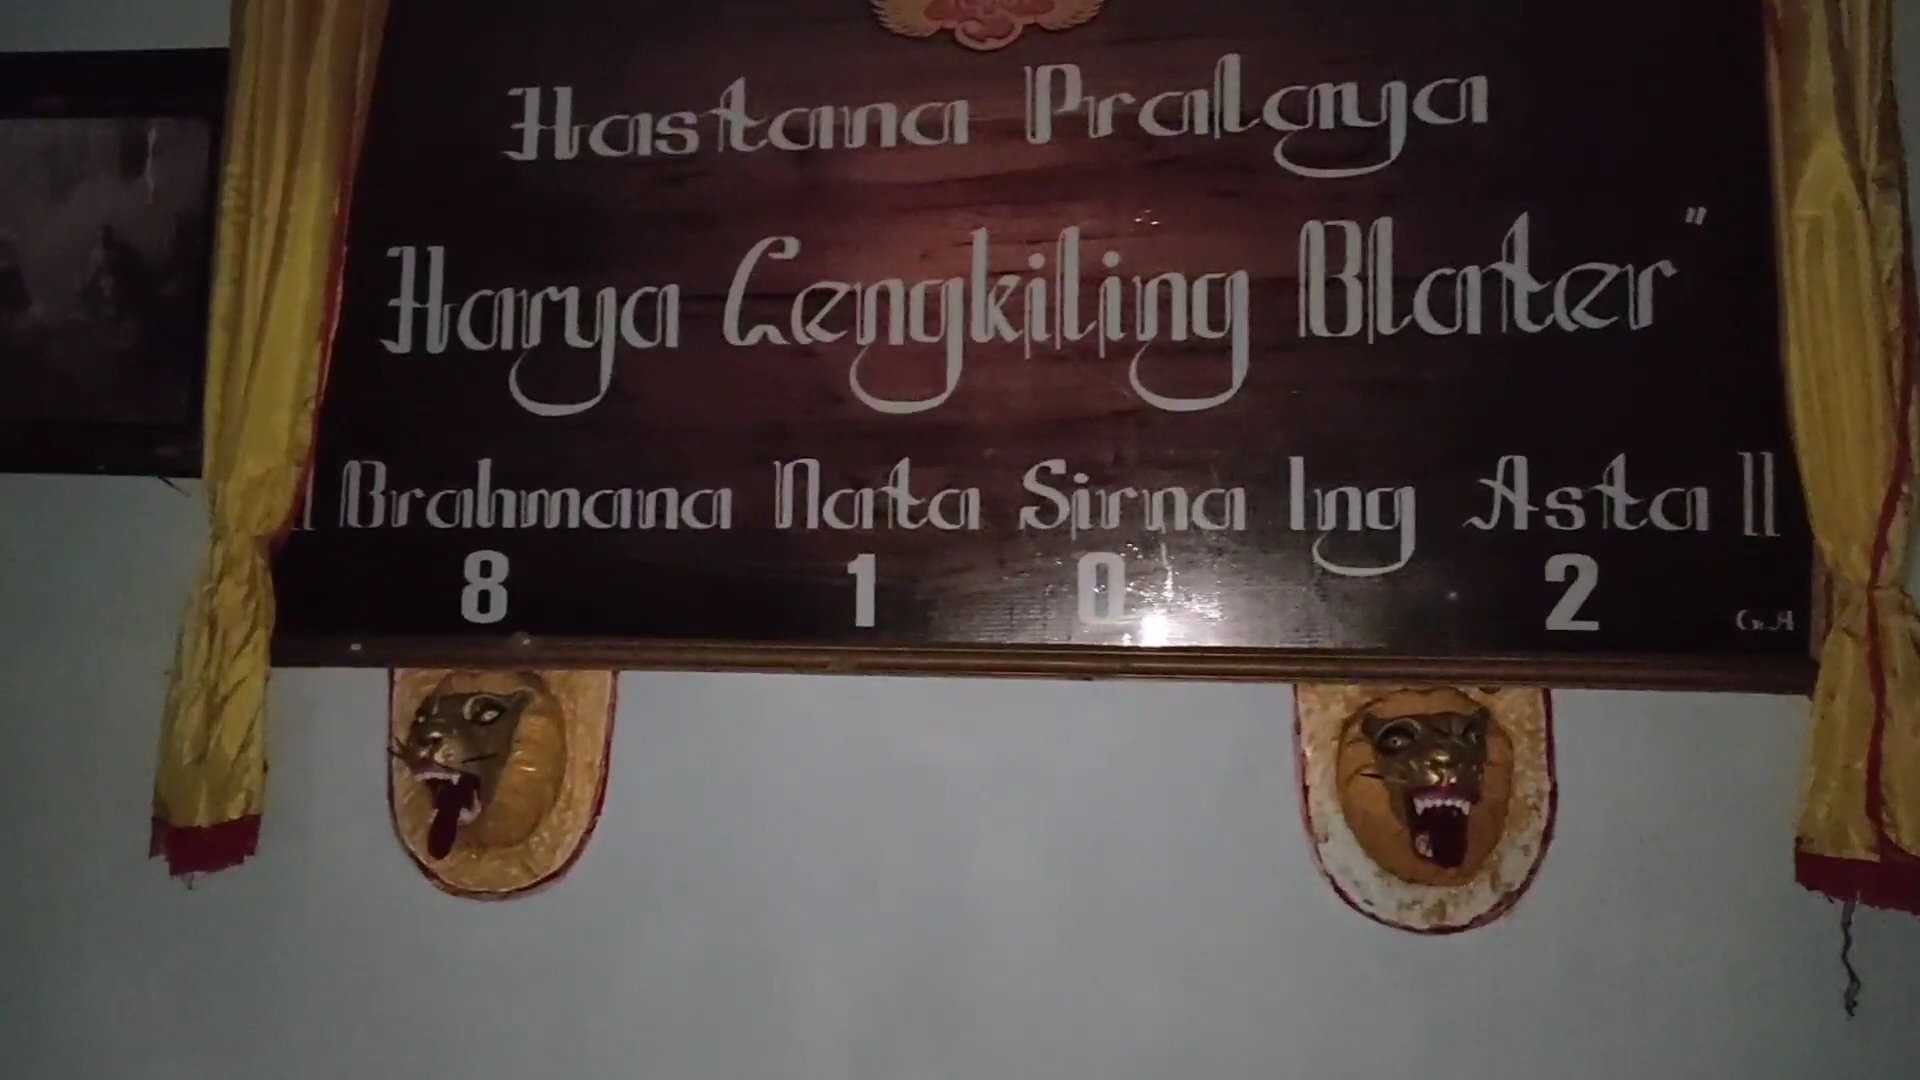 Hastana Pralaya
Harya Lengkiling Blater"
|| Brahmana Nata Sirna Ing Asta ||
8 1 0 2
G.A